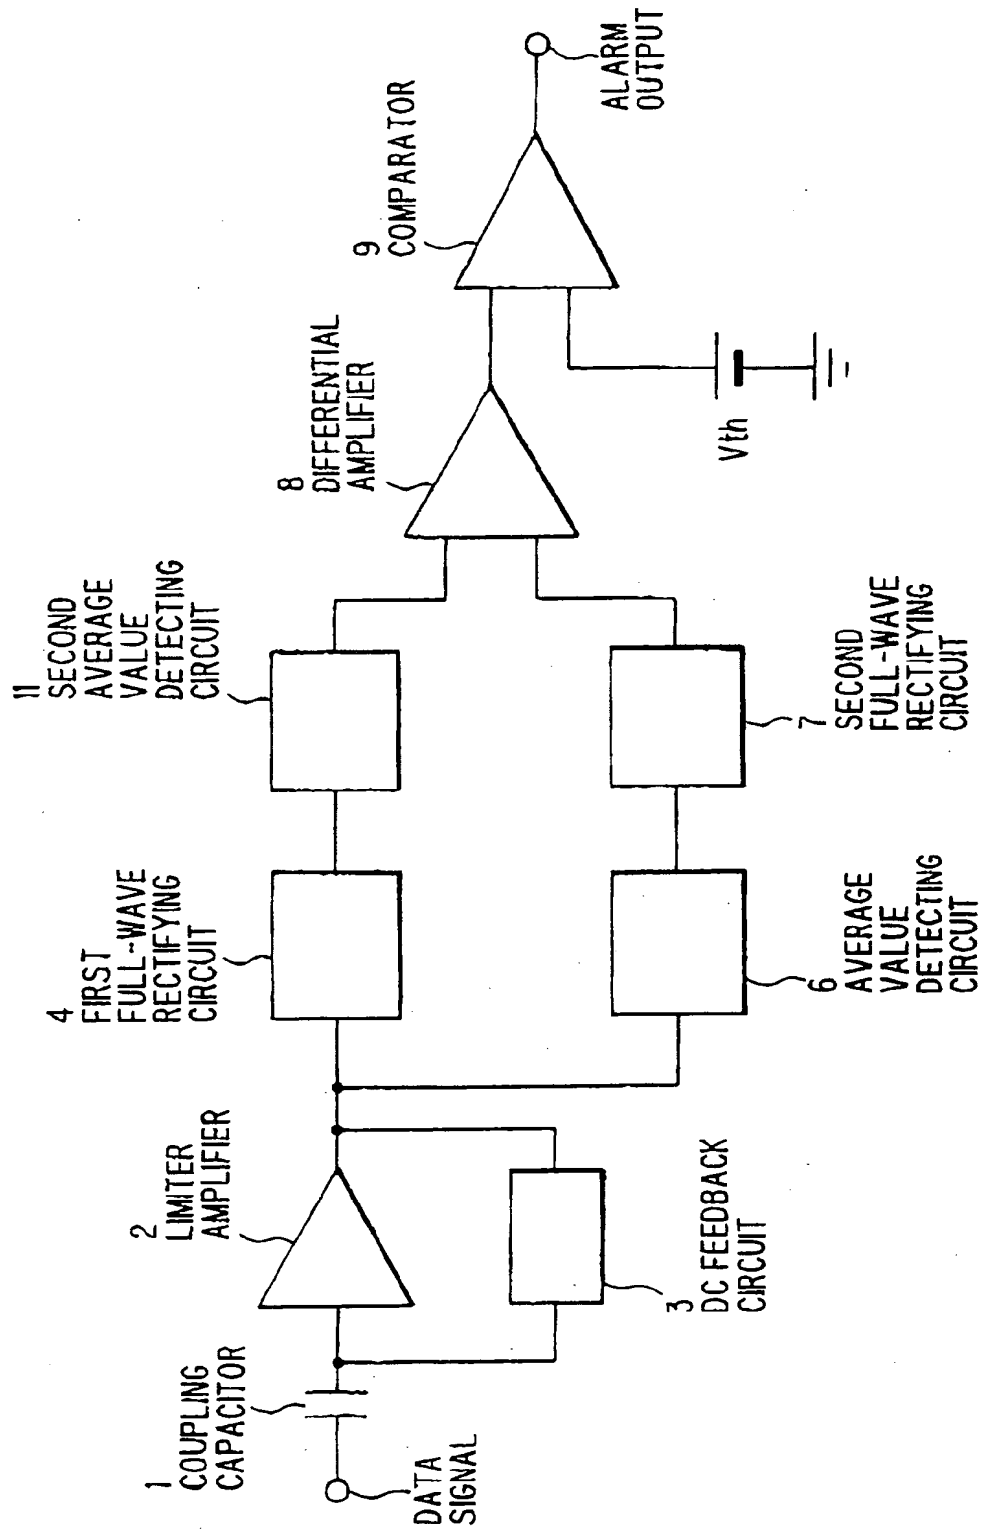 DATA
SIGNAL
1
COUPLING
CAPACITOR
2
LIMITER
AMPLIFIER
3
DC FEEDBACK
CIRCUIT
4
FIRST
FULL-WAVE
RECTIFYING
CIRCUIT
11
SECOND
AVERAGE
VALUE
DETECTING
CIRCUIT
6
AVERAGE
VALUE
DETECTING
CIRCUIT
7
SECOND
FULL-WAVE
RECTIFYING
CIRCUIT
8
DIFFERENTIAL
AMPLIFIER
Vth
9
COMPARATOR
ALARM
OUTPUT